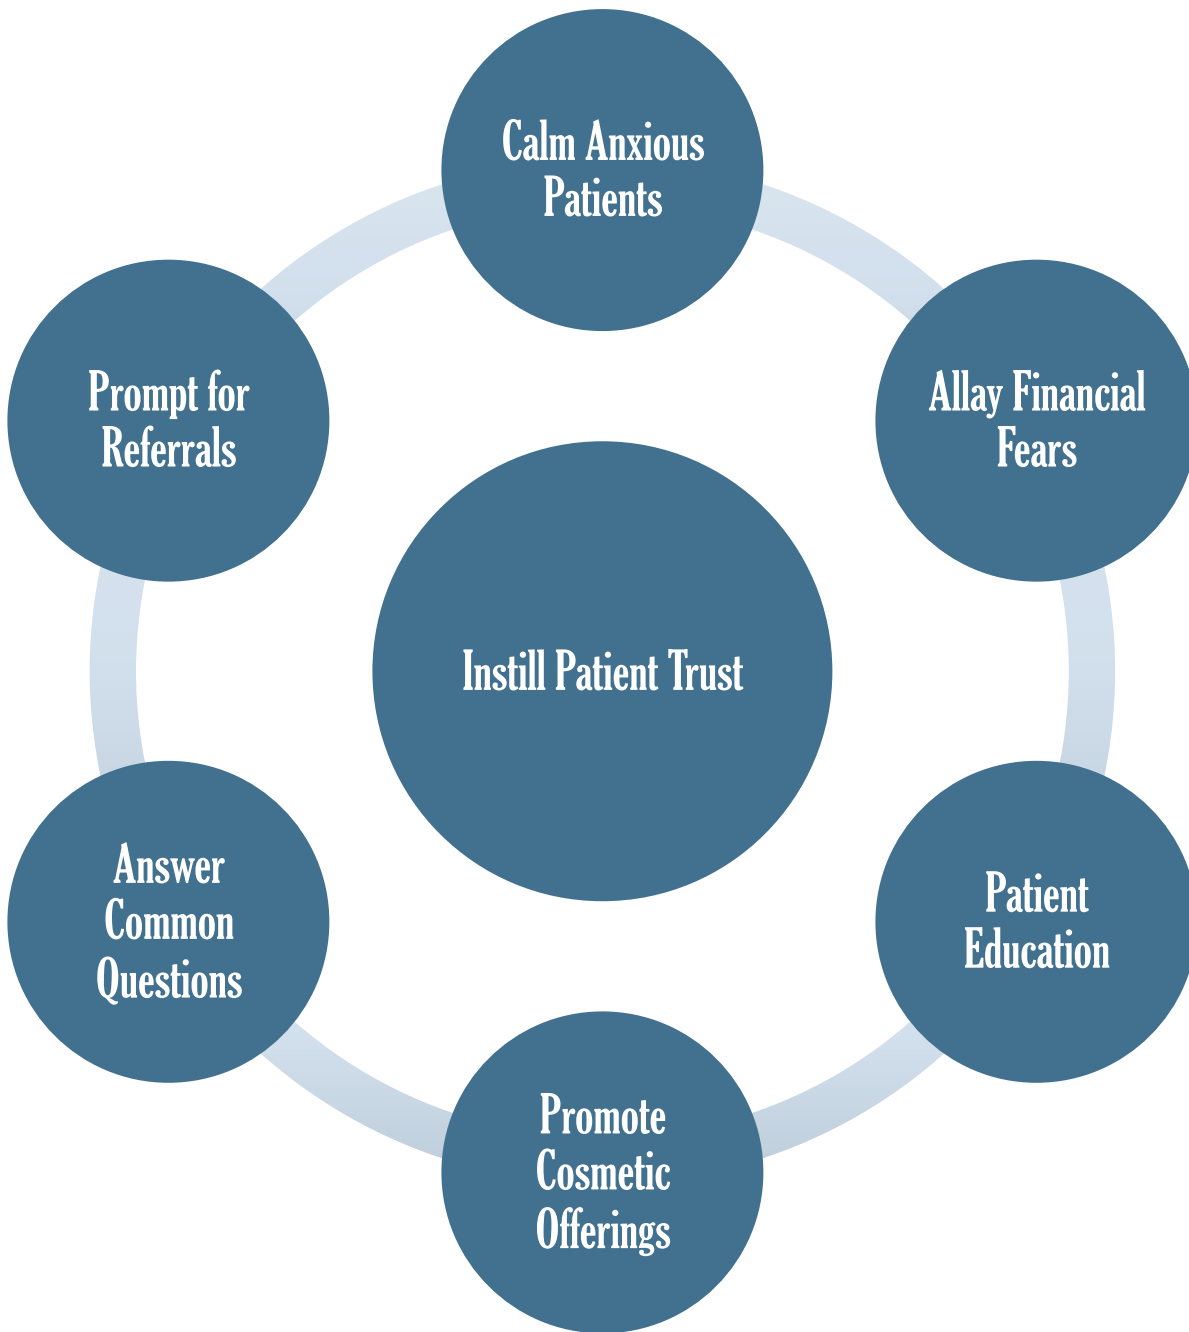 Calm Anxious
Patients
Allay Financial
Fears
Patient
Education
Promote
Cosmetic
Offerings
Answer
Common
Questions
Prompt for
Referrals
Instill Patient Trust